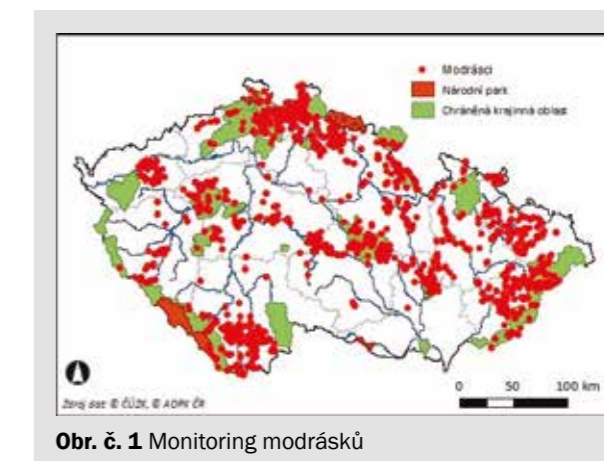 Modrásci
Národní park
Chráněná krajinná oblast
0 50 100 km
Zdroj dat: © ČÚZK, © AOPK ČR
Obr. č. 1 Monitoring modrásků